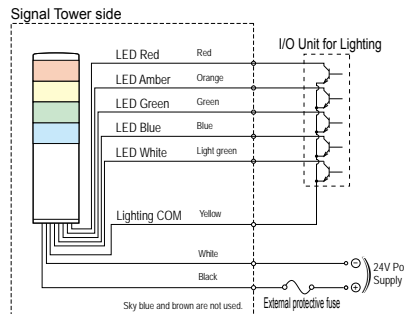 Signal Tower side
I/O Unit for Lighting
LED Red Red
LED Amber Orange
LED Green Green
LED Blue Blue
LED White Light green
Lighting COM Yellow
White
Black
24V Po
Supply
Sky blue and brown are not used.
External protective fuse